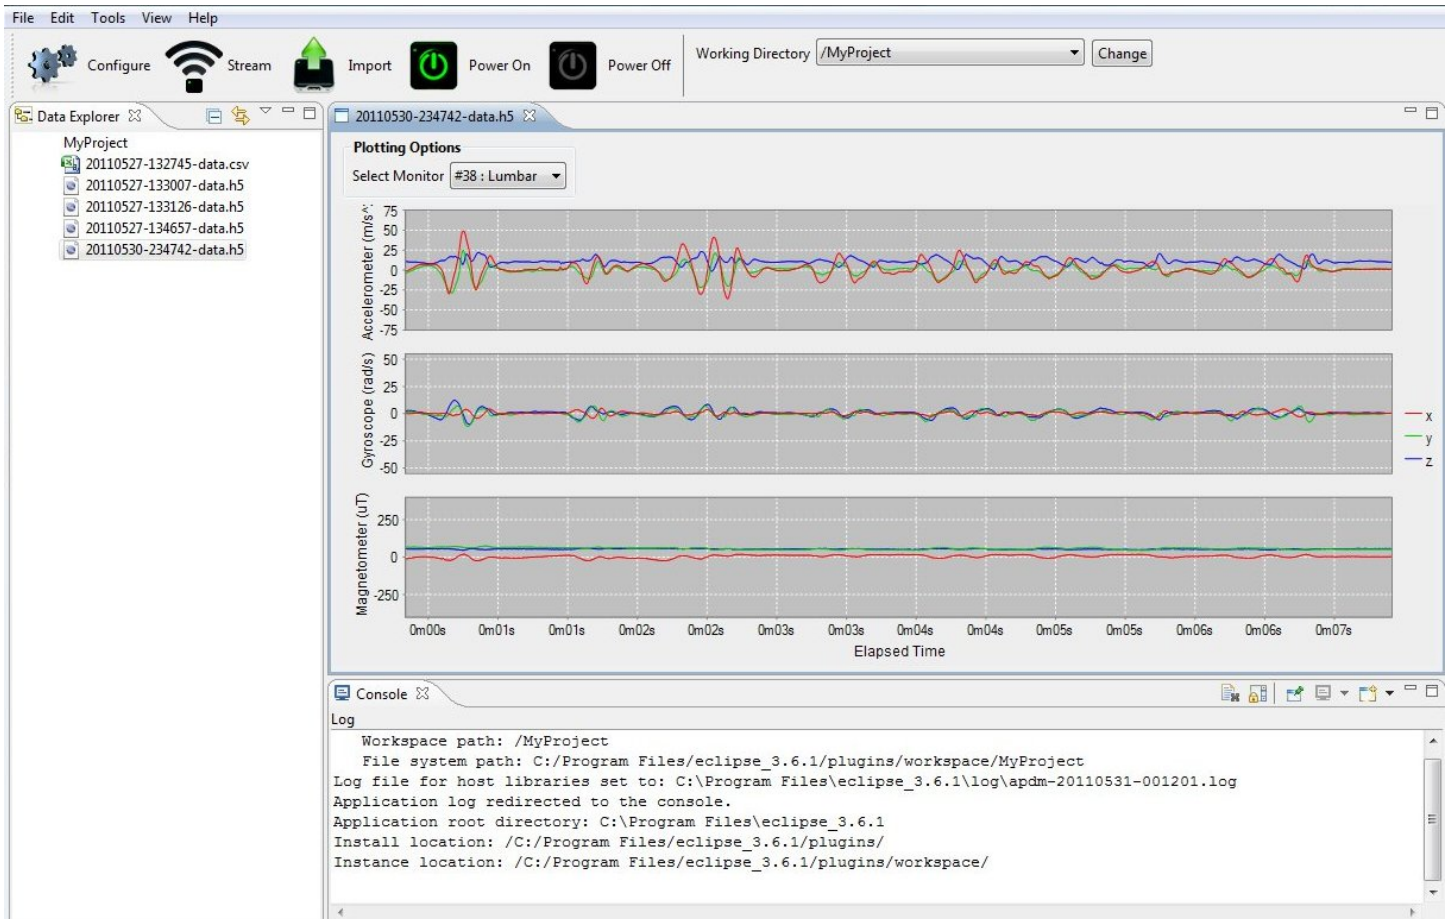 File Edit Tools View Help
Configure Stream Import Power On Power Off Working Directory /MyProject Change
Data Explorer
MyProject
20110527-132745-data.csv
20110527-133007-data.h5
20110527-133126-data.h5
20110527-134657-data.h5
20110530-234742-data.h5
20110530-234742-data.h5
Plotting Options
Select Monitor #38 : Lumbar
Accelerometer (m/s^
75
50
25
0
-25
-50
-75
Gyroscope (rad/s)
50
25
0
-25
-50
x
y
z
Magnetometer (uT)
250
0
-250
0m00s 0m01s 0m01s 0m02s 0m02s 0m03s 0m03s 0m04s 0m04s 0m05s 0m05s 0m06s 0m06s 0m07s
Elapsed Time
Console
Log
Workspace path: /MyProject
File system path: C:/Program Files/eclipse_3.6.1/plugins/workspace/MyProject
Log file for host libraries set to: C:\Program Files\eclipse_3.6.1\log\apdm-20110531-001201.log
Application log redirected to the console.
Application root directory: C:\Program Files\eclipse_3.6.1
Install location: /C:/Program Files/eclipse_3.6.1/plugins/
Instance location: /C:/Program Files/eclipse_3.6.1/plugins/workspace/